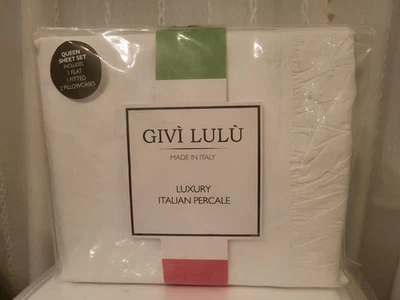 QUEEN
SHEET SET
INCLUDES
1 FLAT
1 FITTED
2 PILLOWCASES
GIVÌ LULÙ
MADE IN ITALY
LUXURY
ITALIAN PERCALE